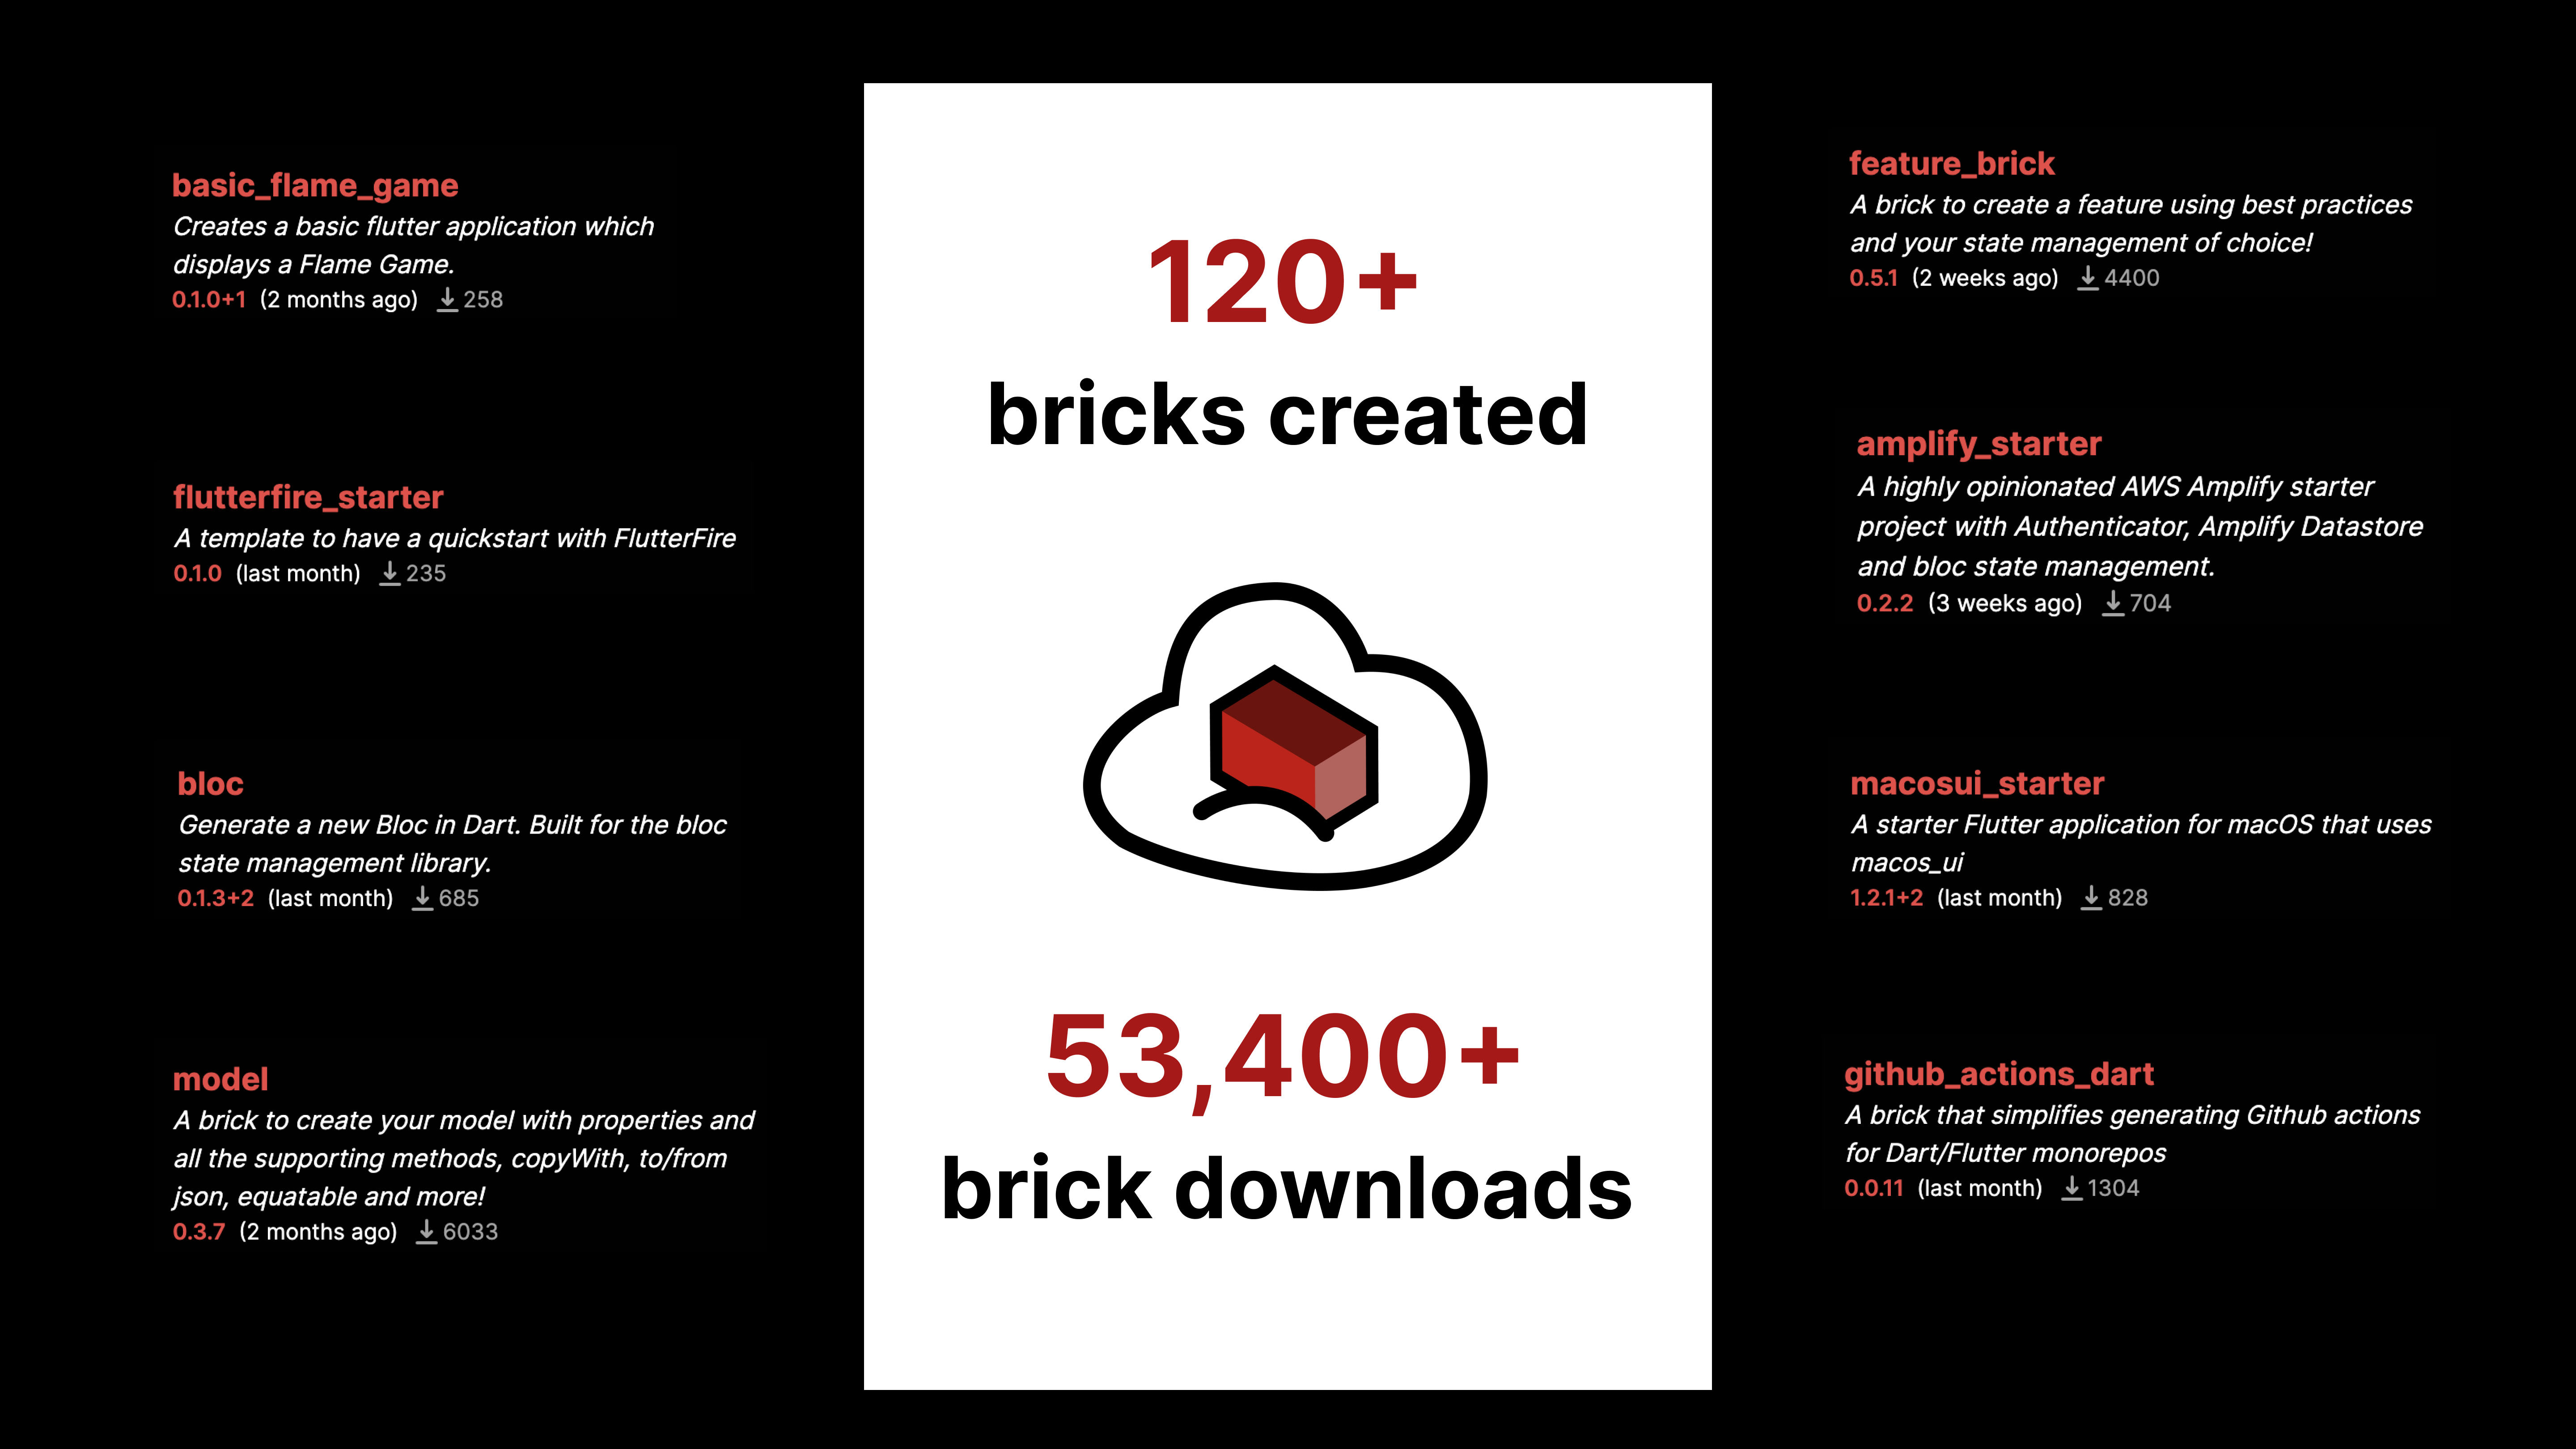 basic_flame_game
Creates a basic flutter application which
displays a Flame Game.
0.1.0+1 (2 months ago) 258
flutterfire_starter
A template to have a quickstart with FlutterFire
0.1.0 (last month) 235
bloc
Generate a new Bloc in Dart. Built for the bloc
state management library.
0.1.3+2 (last month) 685
model
A brick to create your model with properties and
all the supporting methods, copyWith, to/from
json, equatable and more!
0.3.7 (2 months ago) 6033
120+
bricks created
53,400+
brick downloads
feature_brick
A brick to create a feature using best practices
and your state management of choice!
0.5.1 (2 weeks ago) 4400
amplify_starter
A highly opinionated AWS Amplify starter
project with Authenticator, Amplify Datastore
and bloc state management.
0.2.2 (3 weeks ago) 704
macosui_starter
A starter Flutter application for macOS that uses
macos_ui
1.2.1+2 (last month) 828
github_actions_dart
A brick that simplifies generating Github actions
for Dart/Flutter monorepos
0.0.11 (last month) 1304